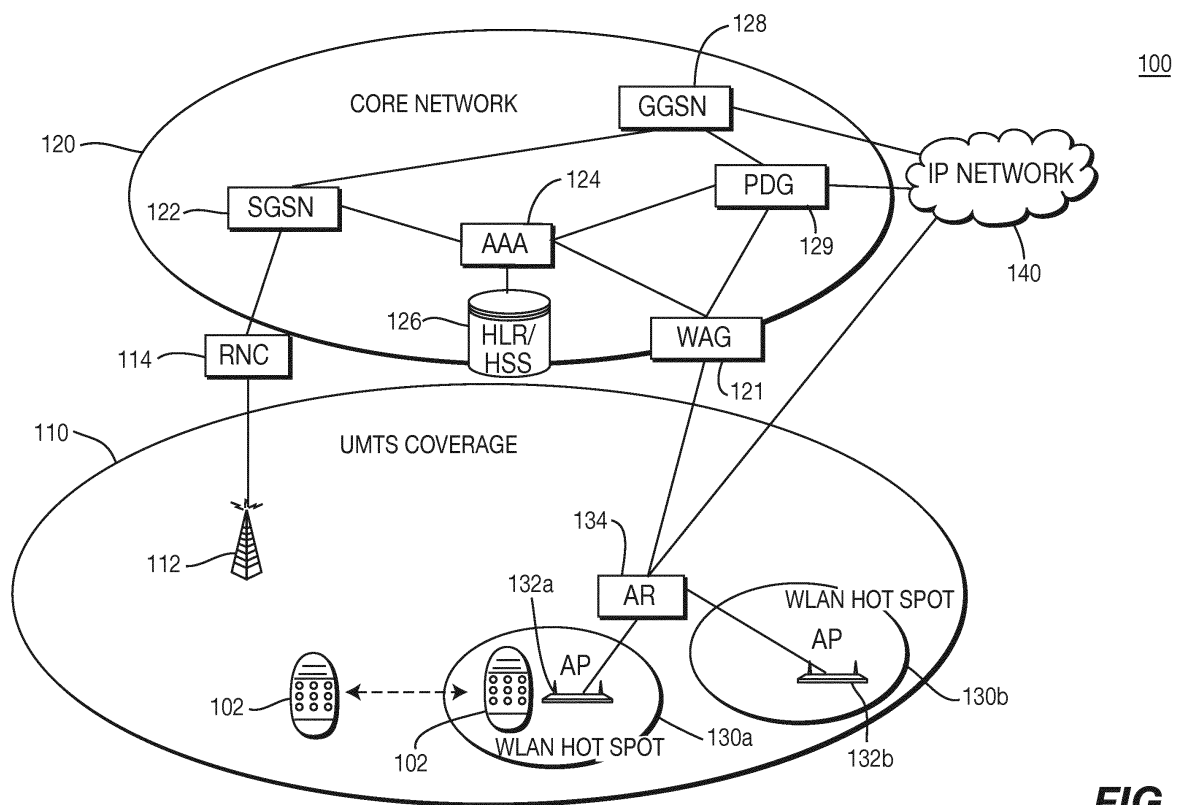 128
100
CORE NETWORK
GGSN
120
IP NETWORK
124
PDG
122
SGSN
AAA
129
140
126
HLR/
HSS
WAG
114
RNC
121
110
UMTS COVERAGE
134
112
132a
AR
WLAN HOT SPOT
AP
AP
102
130b
102
WLAN HOT SPOT
130a
132b
FIG